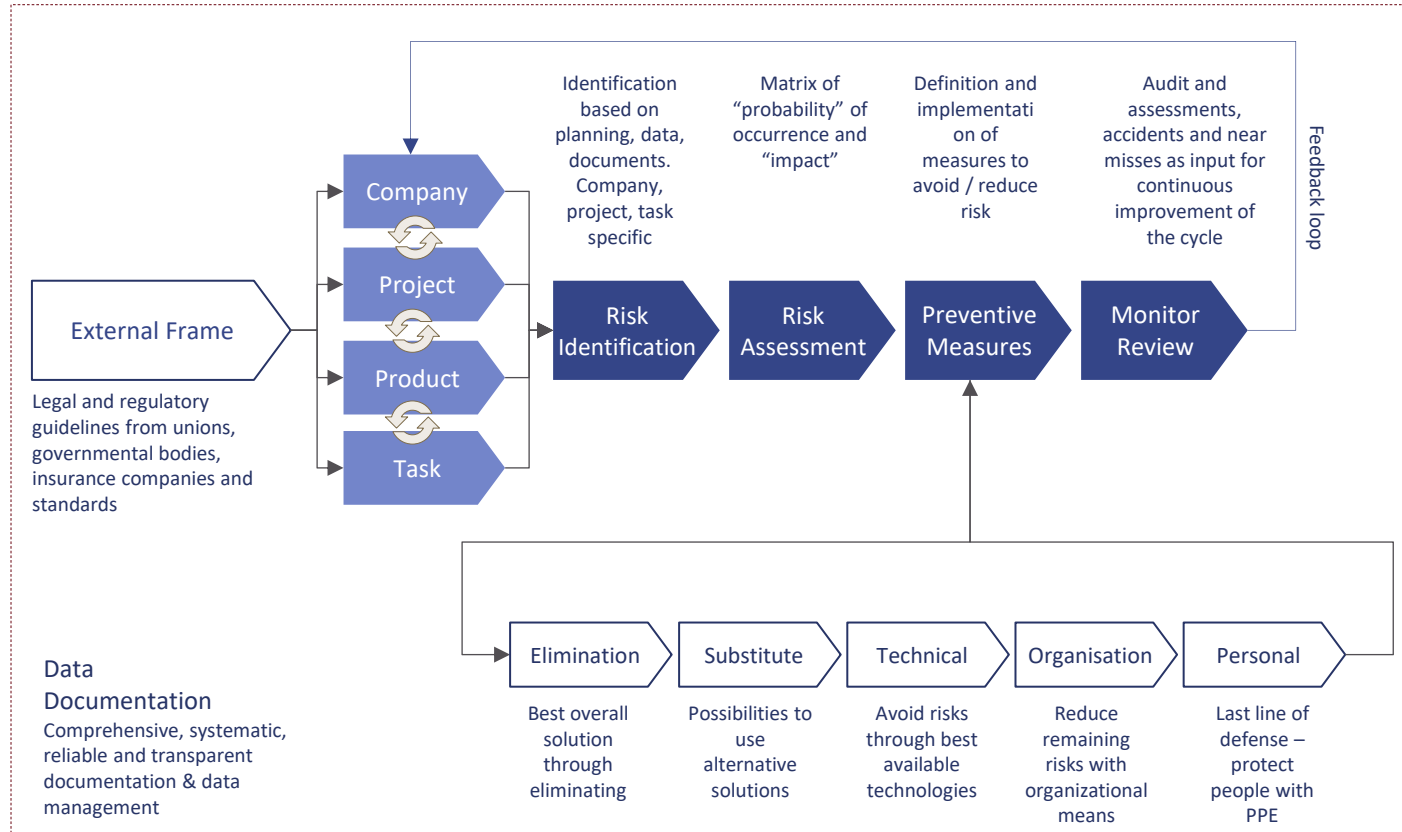 Identification
based on
planning, data,
documents.
Company,
project, task
specific
Matrix of
“probability” of
occurrence and
“impact”
Definition and
implementati
on of
measures to
avoid / reduce
risk
Audit and
assessments,
accidents and near
misses as input for
continuous
improvement of
the cycle
Feedback loop
Company
Project
Product
Task
External Frame
Legal and regulatory
guidelines from unions,
governmental bodies,
insurance companies and
standards
Risk
Identification
Risk
Assessment
Preventive
Measures
Monitor
Review
Elimination
Substitute
Technical
Organisation
Personal
Best overall
solution
through
eliminating
Possibilities to
use
alternative
solutions
Avoid risks
through best
available
technologies
Reduce
remaining
risks with
organizational
means
Last line of
defense –
protect
people with
PPE
Data
Documentation
Comprehensive, systematic,
reliable and transparent
documentation & data
management